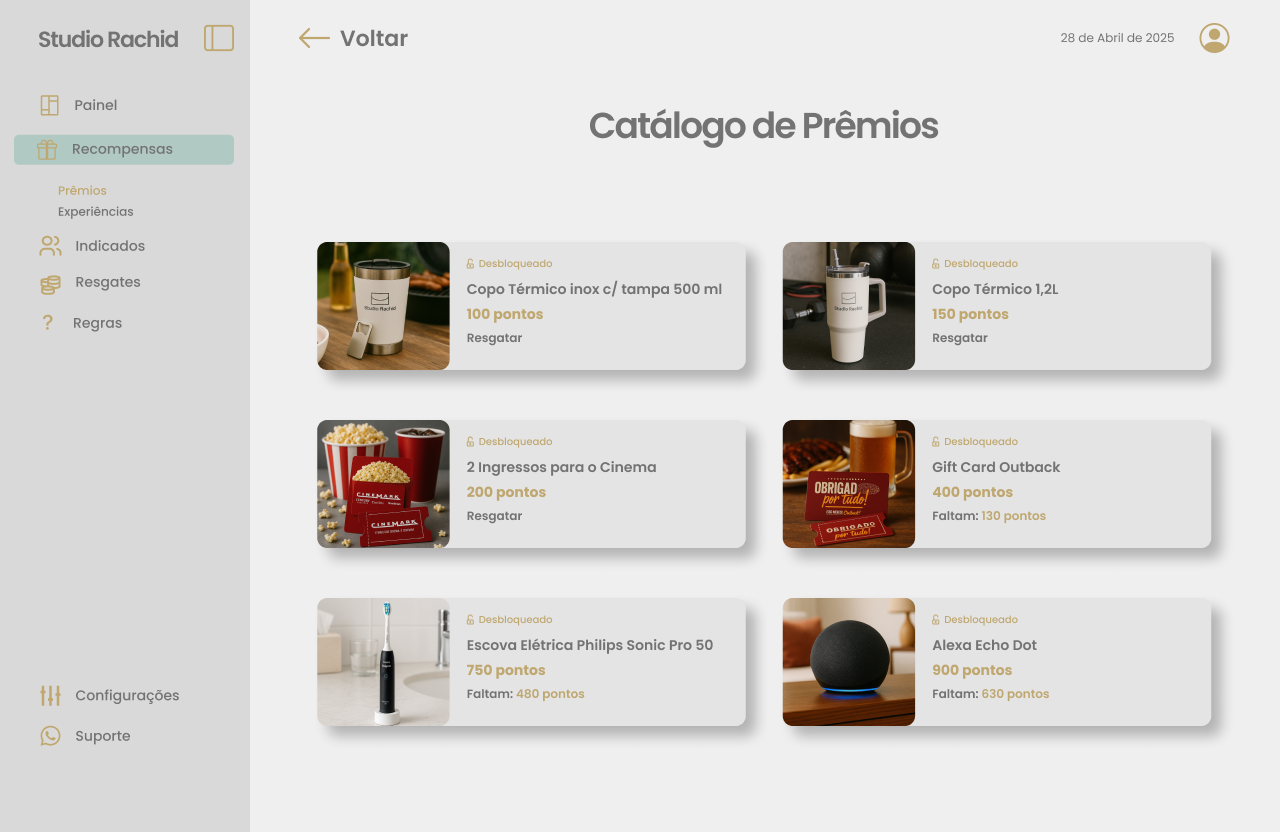 Studio Rachid
Voltar
28 de Abril de 2025
Painel
Recompensas
Prêmios
Experiências
Indicados
Resgates
? Regras
Configurações
Suporte
Catálogo de Prêmios
Studio Rachid
Desbloqueado
Copo Térmico inox c/ tampa 500 ml
100 pontos
Resgatar
Studio Rachid
Desbloqueado
Copo Térmico 1,2L
150 pontos
Resgatar
CINEMARK
CINEMARK
Desbloqueado
2 Ingressos para o Cinema
200 pontos
Resgatar
OBRIGAD
por tudo!
OBRIGADO
por tudo!
Desbloqueado
Gift Card Outback
400 pontos
Faltam: 130 pontos
Desbloqueado
Escova Elétrica Philips Sonic Pro 50
750 pontos
Faltam: 480 pontos
Desbloqueado
Alexa Echo Dot
900 pontos
Faltam: 630 pontos